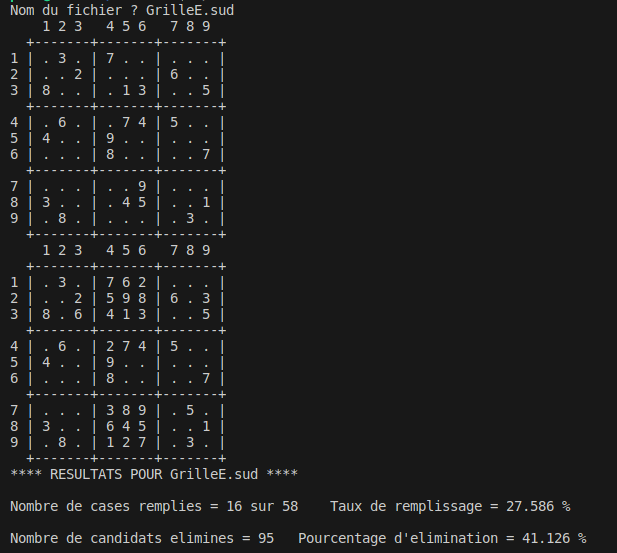 Nom du fichier ? GrilleE.sud
    1 2 3   4 5 6   7 8 9
  +-------+-------+-------+
1 | . 3 . | 7 . . | . . . |
2 | . . 2 | . . . | 6 . . |
3 | 8 . . | . 1 3 | . . 5 |
  +-------+-------+-------+
4 | . 6 . | . 7 4 | 5 . . |
5 | 4 . . | 9 . . | . . . |
6 | . . . | 8 . . | . . 7 |
  +-------+-------+-------+
7 | . . . | . . 9 | . . . |
8 | 3 . . | . 4 5 | . . 1 |
9 | . 8 . | . . . | . 3 . |
  +-------+-------+-------+
    1 2 3   4 5 6   7 8 9
  +-------+-------+-------+
1 | . 3 . | 7 6 2 | . . . |
2 | . . 2 | 5 9 8 | 6 . 3 |
3 | 8 . 6 | 4 1 3 | . . 5 |
  +-------+-------+-------+
4 | . 6 . | 2 7 4 | 5 . . |
5 | 4 . . | 9 . . | . . . |
6 | . . . | 8 . . | . . 7 |
  +-------+-------+-------+
7 | . . . | 3 8 9 | . 5 . |
8 | 3 . . | 6 4 5 | . . 1 |
9 | . 8 . | 1 2 7 | . 3 . |
  +-------+-------+-------+
**** RESULTATS POUR GrilleE.sud ****
Nombre de cases remplies = 16 sur 58    Taux de remplissage = 27.586 %
Nombre de candidats elimines = 95   Pourcentage d'elimination = 41.126 %